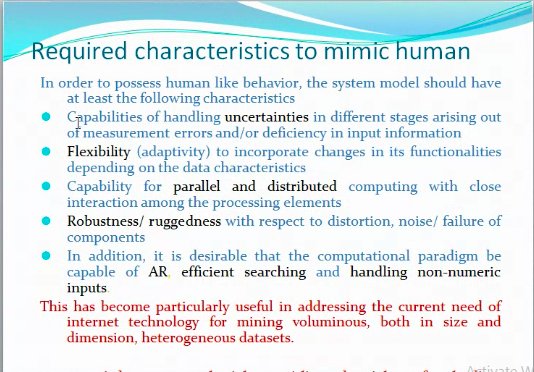 Required characteristics to mimic human
In order to possess human like behavior, the system model should have
at least the following characteristics
Capabilities of handling uncertainties in different stages arising out
of measurement errors and/or deficiency in input information
Flexibility (adaptivity) to incorporate changes in its functionalities
depending on the data characteristics
Capability for parallel and distributed computing with close
interaction among the processing elements
Robustness/ ruggedness with respect to distortion, noise/ failure of
components
In addition, it is desirable that the computational paradigm be
capable of AR, efficient searching and handling non-numeric
inputs.
This has become particularly useful in addressing the current need of
internet technology for mining voluminous, both in size and
dimension, heterogeneous datasets.